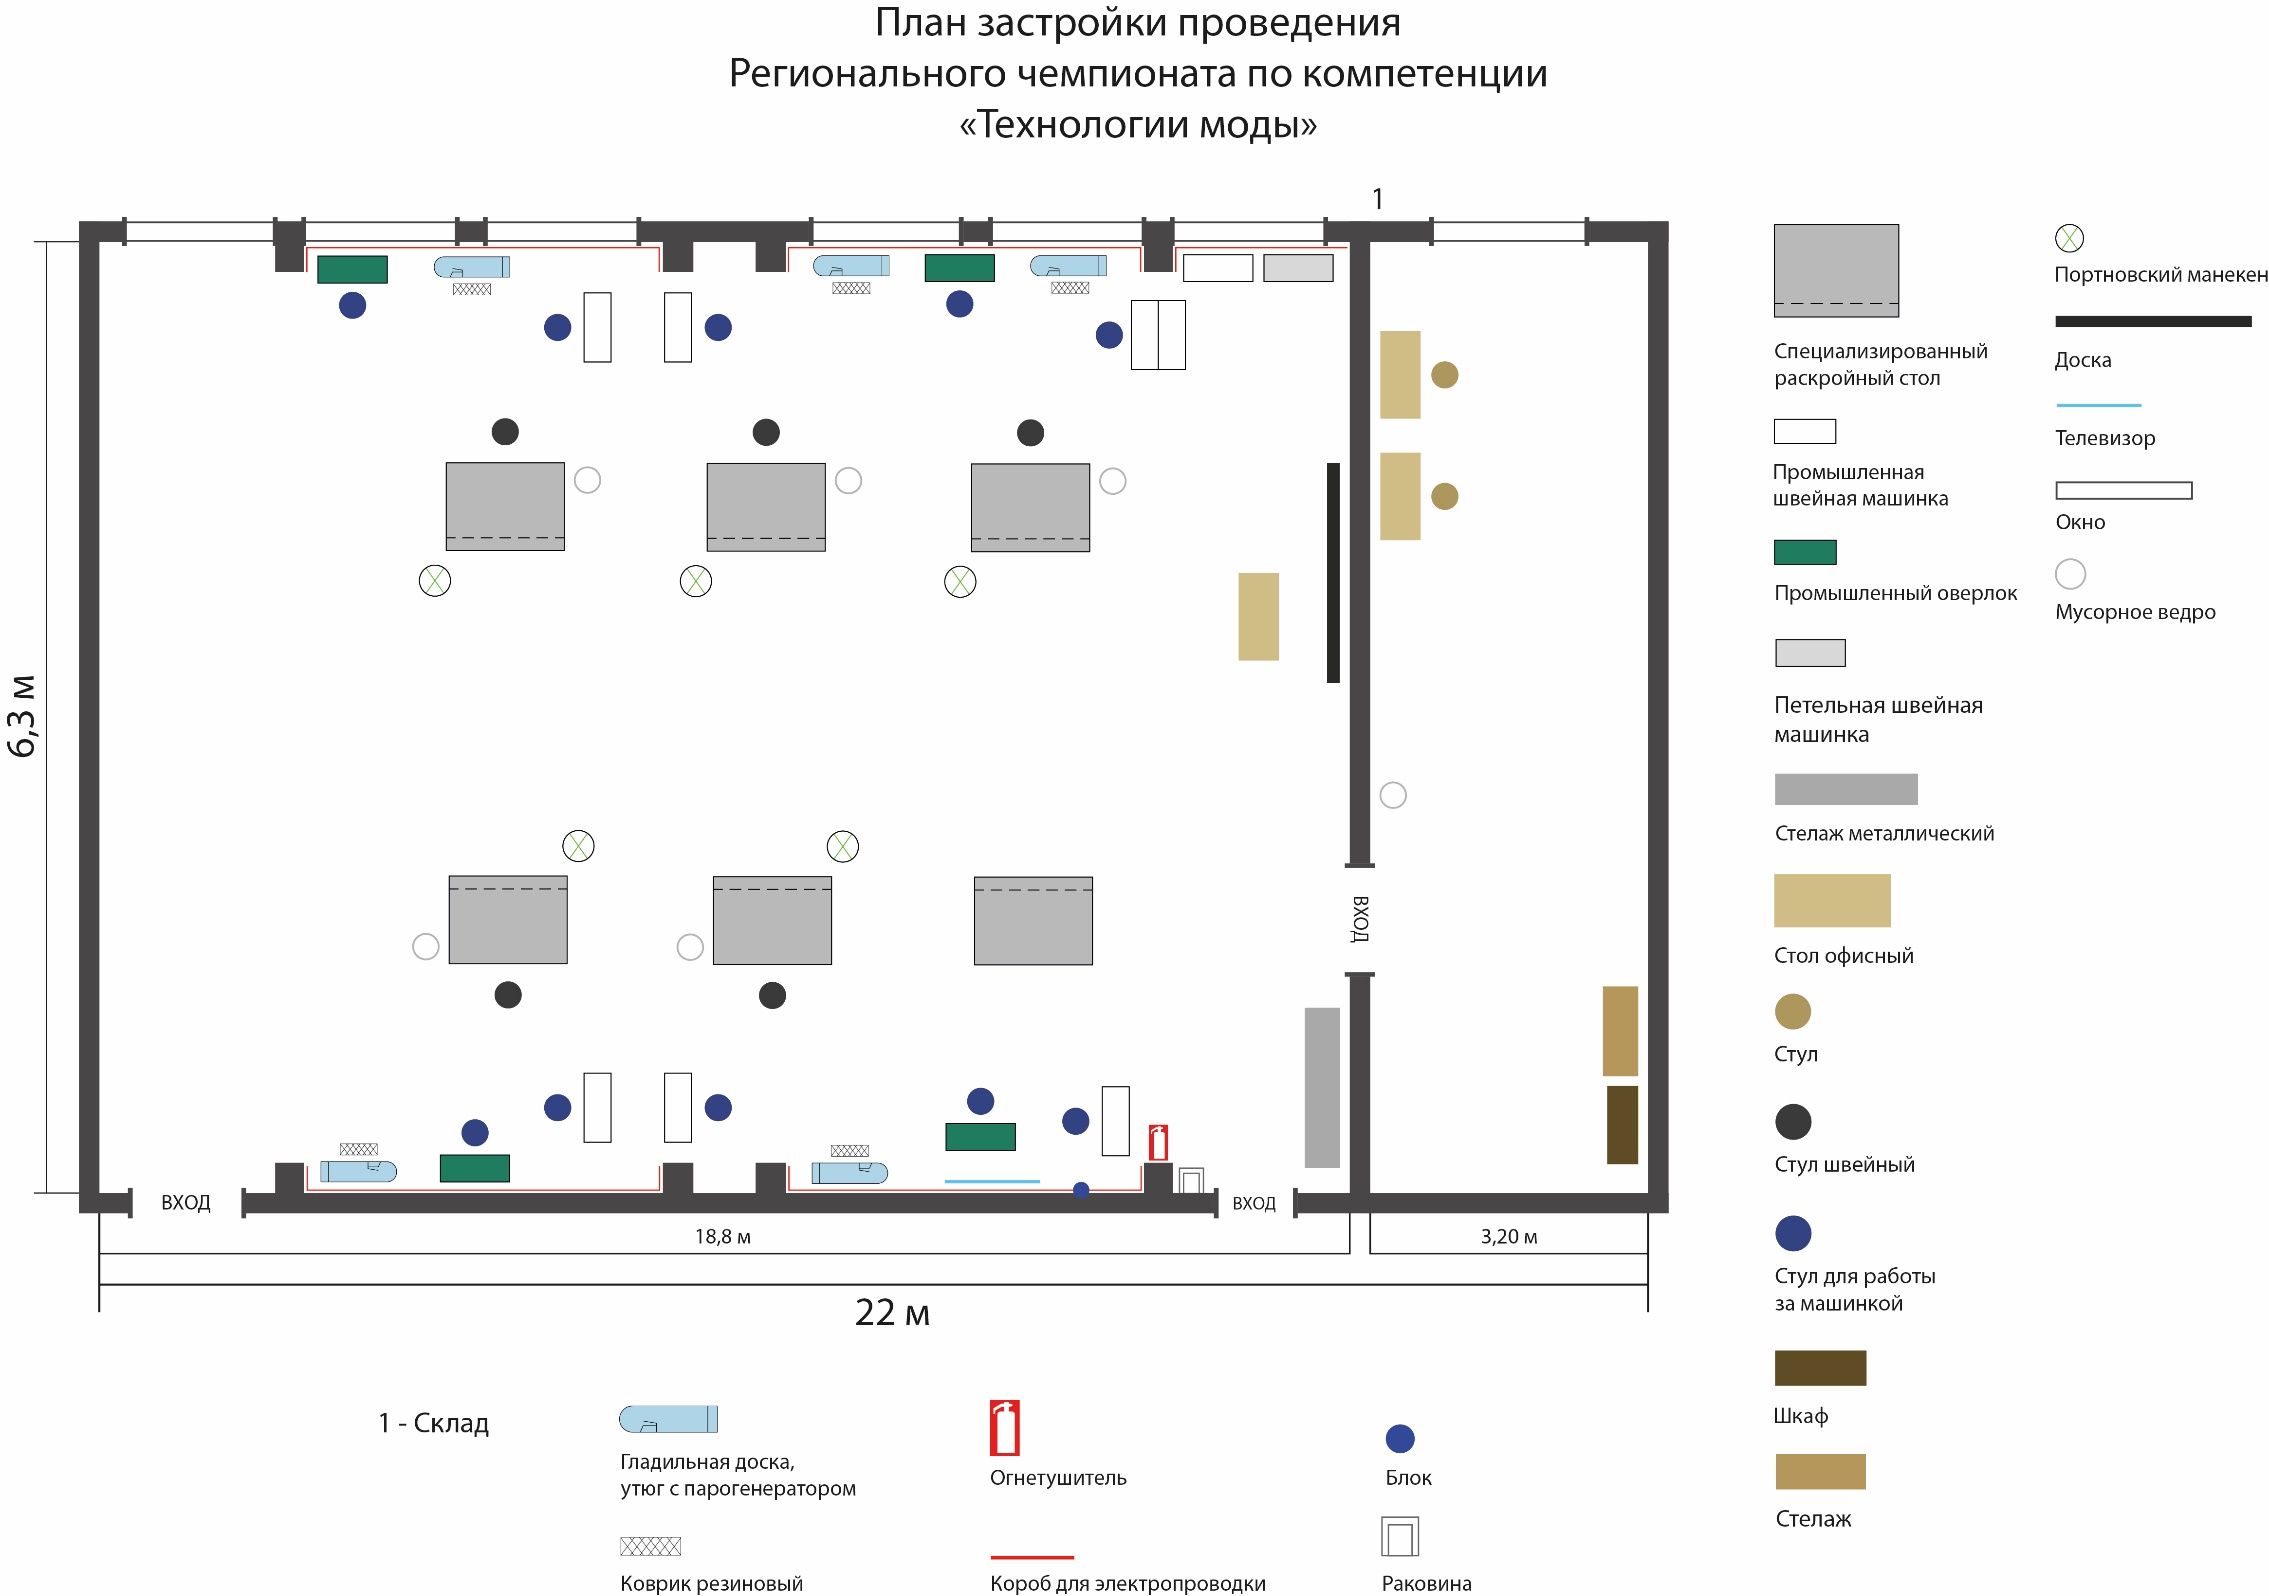 План застройки проведения
Регионального чемпионата по компетенции
«Технологии моды»
1
6,3 м
ВХОД
ВХОД
ВХОД
18,8 м
3,20 м
22 м
Специализированный
раскройный стол
Промышленная
швейная машинка
Промышленный оверлок
Петельная швейная
машинка
Стелаж металлический
Стол офисный
Стул
Стул швейный
Стул для работы
за машинкой
Шкаф
Стелаж
Портновский манекен
Доска
Телевизор
Окно
Мусорное ведро
1 - Склад
Гладильная доска,
утюг с парогенератором
Коврик резиновый
Огнетушитель
Короб для электропроводки
Блок
Раковина